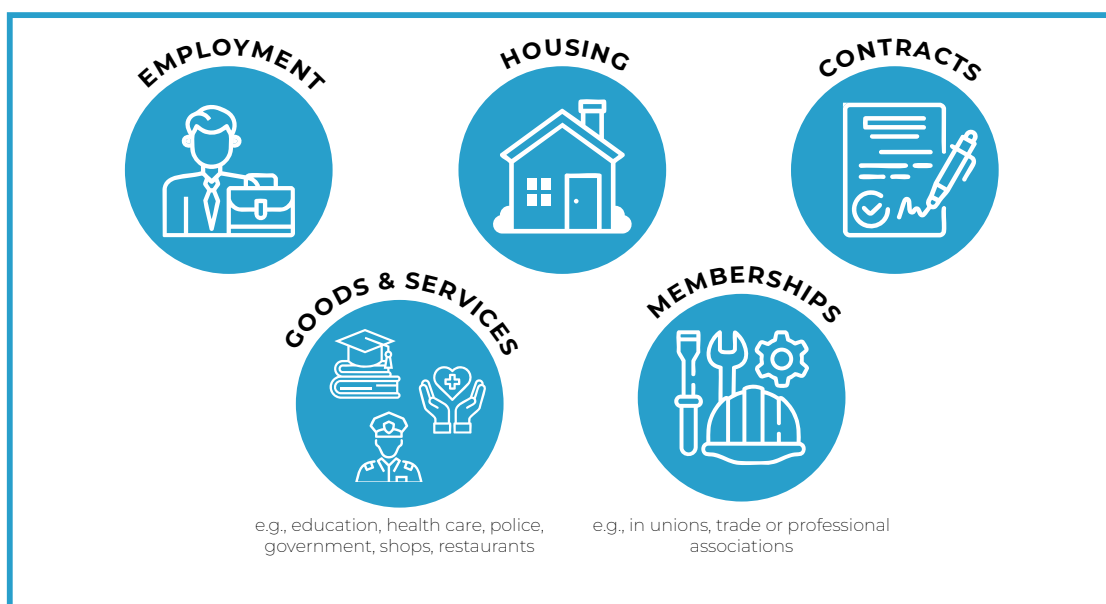 EMPLOYMENT
HOUSING
CONTRACTS
GOODS & SERVICES
MEMBERSHIPS
e.g., education, health care, police,
government, shops, restaurants
e.g., in unions, trade or professional
associations